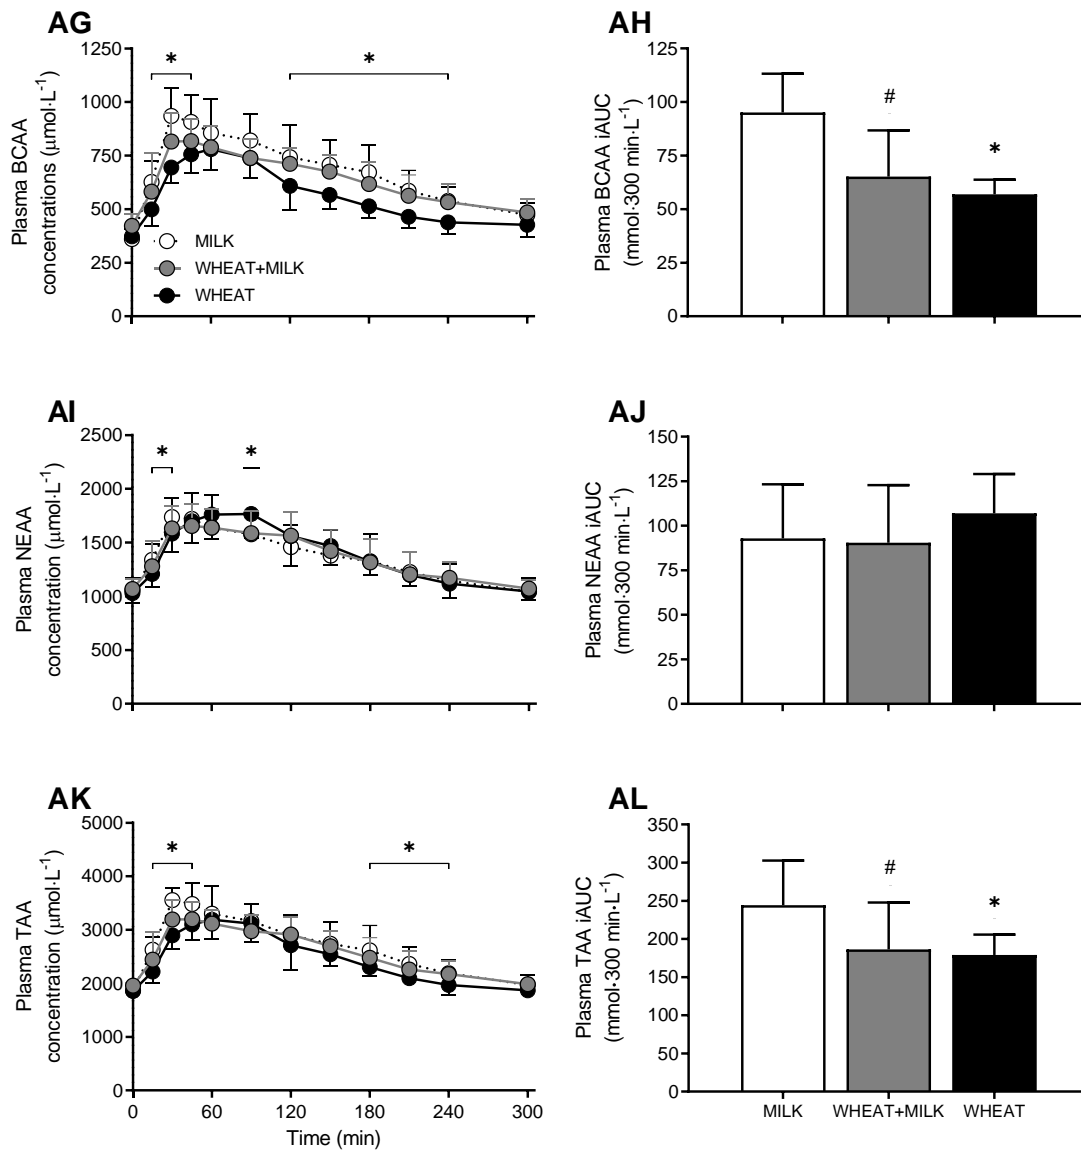 AG
Plasma BCAA
concentrations (μmol·L⁻¹)
1250
1000
750
500
250
0
*
*
MILK
WHEAT+MILK
WHEAT
AH
Plasma BCAA iAUC
(mmol·300 min·L⁻¹)
125
100
75
50
25
0
#
*
AI
Plasma NEAA
concentration (μmol·L⁻¹)
2500
2000
1500
1000
500
0
*
*
AJ
Plasma NEAA iAUC
(mmol·300 min·L⁻¹)
150
125
100
75
50
25
0
AK
Plasma TAA
concentration (μmol·L⁻¹)
5000
4000
3000
2000
1000
0
*
*
0 60 120 180 240 300
Time (min)
AL
Plasma TAA iAUC
(mmol·300 min·L⁻¹)
350
300
250
200
150
100
50
0
#
*
MILK WHEAT+MILK WHEAT